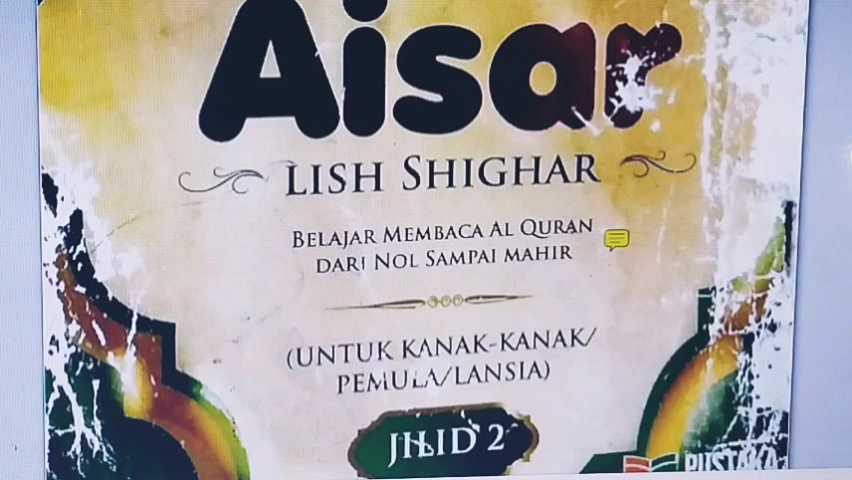 Aisar
LISH SHIGHAR
BELAJAR MEMBACA AL QURAN
DARI NOL SAMPAI MAHIR
(UNTUK KANAK-KANAK/
PEMULA/LANSIA)
JILID 2
PUSTAKA